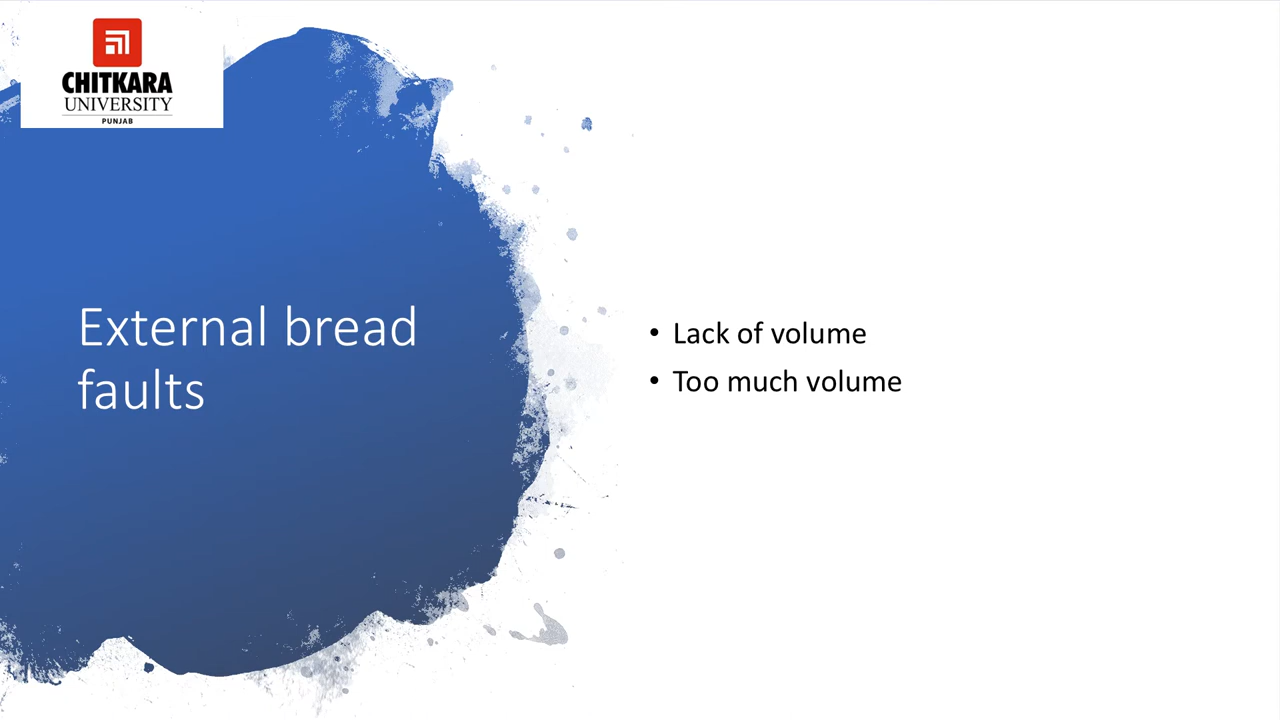 CHITKARA
UNIVERSITY
PUNJAB
External bread
faults
• Lack of volume
• Too much volume